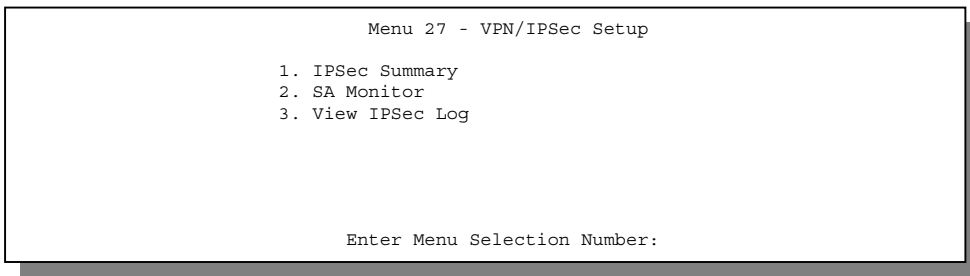 Menu 27 - VPN/IPSec Setup
1. IPSec Summary
2. SA Monitor
3. View IPSec Log
Enter Menu Selection Number: